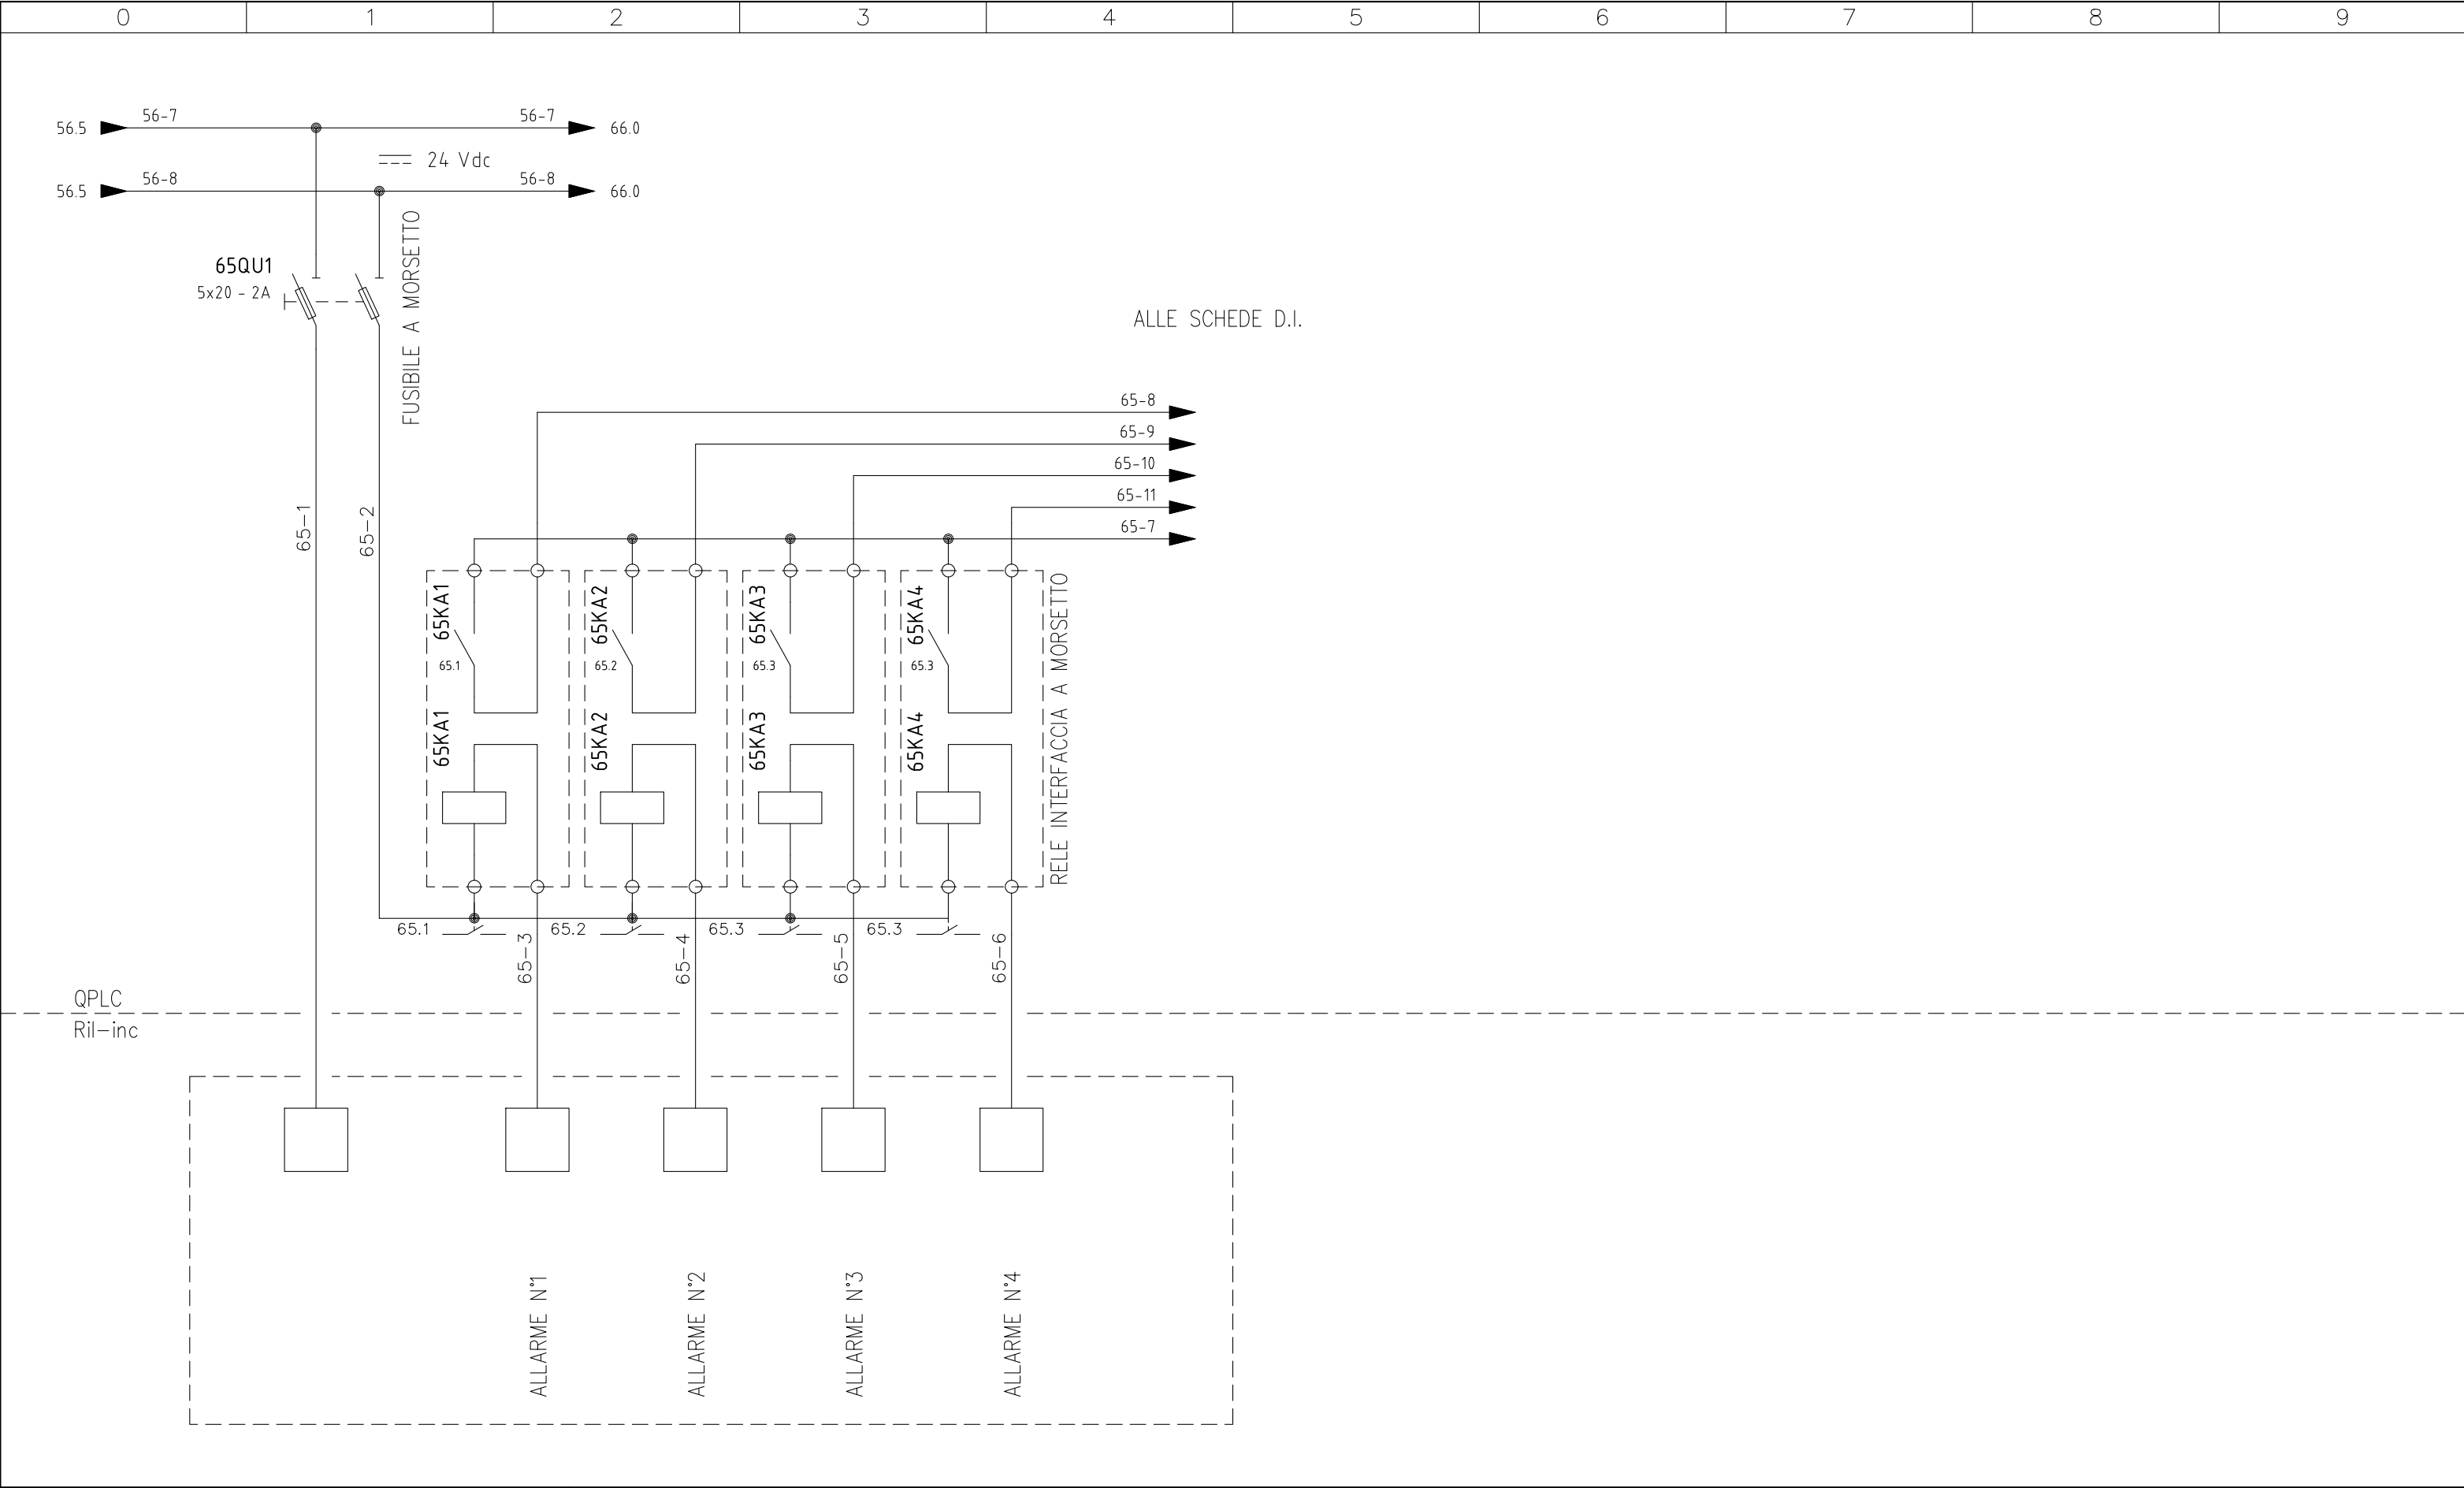 0 1 2 3 4 5 6 7 8 9
56.5 56-7 56-7 66.0
24 Vdc
56.5 56-8 56-8 66.0
65QU1
5x20 - 2A
FUSIBILE A MORSETTO
ALLE SCHEDE D.I.
65-8
65-9
65-10
65-11
65-7
65-1
65-2
65KA1
65KA2
65KA3
65KA4
65.1
65.2
65.3
65.3
65KA1
65KA2
65KA3
65KA4
RELE INTERFACCIA A MORSETTO
65.1
65.2
65.3
65.3
65-3
65-4
65-5
65-6
QPLC
Ril-inc
ALLARME N°1
ALLARME N°2
ALLARME N°3
ALLARME N°4